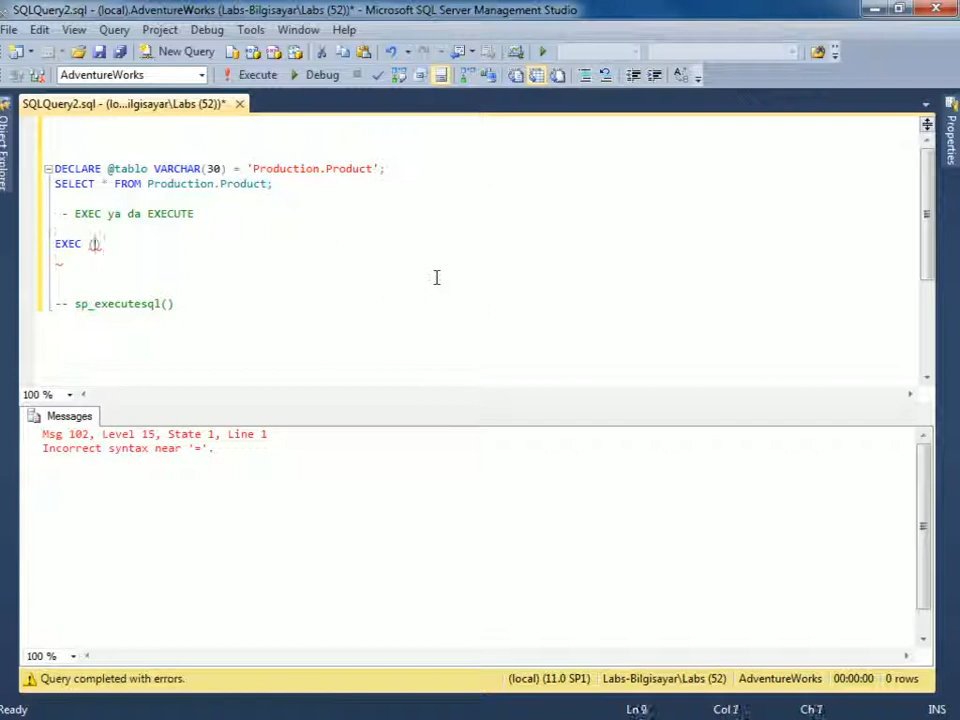 SQLQuery2.sql - (local).AdventureWorks (Labs-Bilgisayar\Labs (52))* - Microsoft SQL Server Management Studio
File Edit View Query Project Debug Tools Window Help
New Query
AdventureWorks Execute Debug
SQLQuery2.sql - (lo...ilgisayar\Labs (52))*
Object Explorer
Properties
DECLARE @tablo VARCHAR(30) = 'Production.Product';
SELECT * FROM Production.Product;
- EXEC ya da EXECUTE
EXEC ()
-- sp_executesql()
100 %
Messages
Msg 102, Level 15, State 1, Line 1
Incorrect syntax near '='.
100 %
Query completed with errors. (local) (11.0 SP1) Labs-Bilgisayar\Labs (52) AdventureWorks 00:00:00 0 rows
Ready Ln 9 Col 7 Ch 7 INS